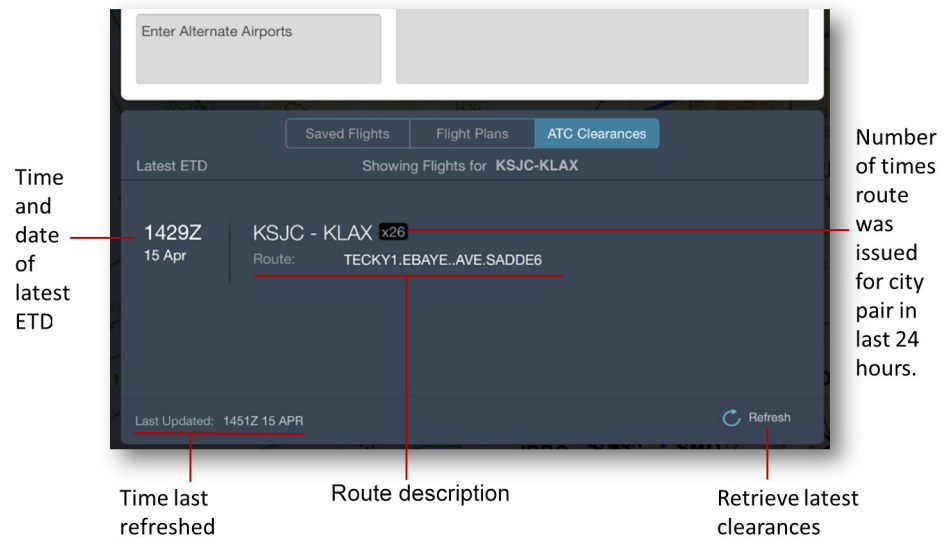 Enter Alternate Airports
Saved Flights Flight Plans ATC Clearances
Latest ETD Showing Flights for KSJC-KLAX
1429Z KSJC - KLAX x26
15 Apr Route: TECKY1.EBAYE..AVE.SADDE6
Last Updated: 1451Z 15 APR Refresh
Time
and
date
of
latest
ETD
Number
of times
route
was
issued
for city
pair in
last 24
hours.
Time last
refreshed
Route description
Retrieve latest
clearances